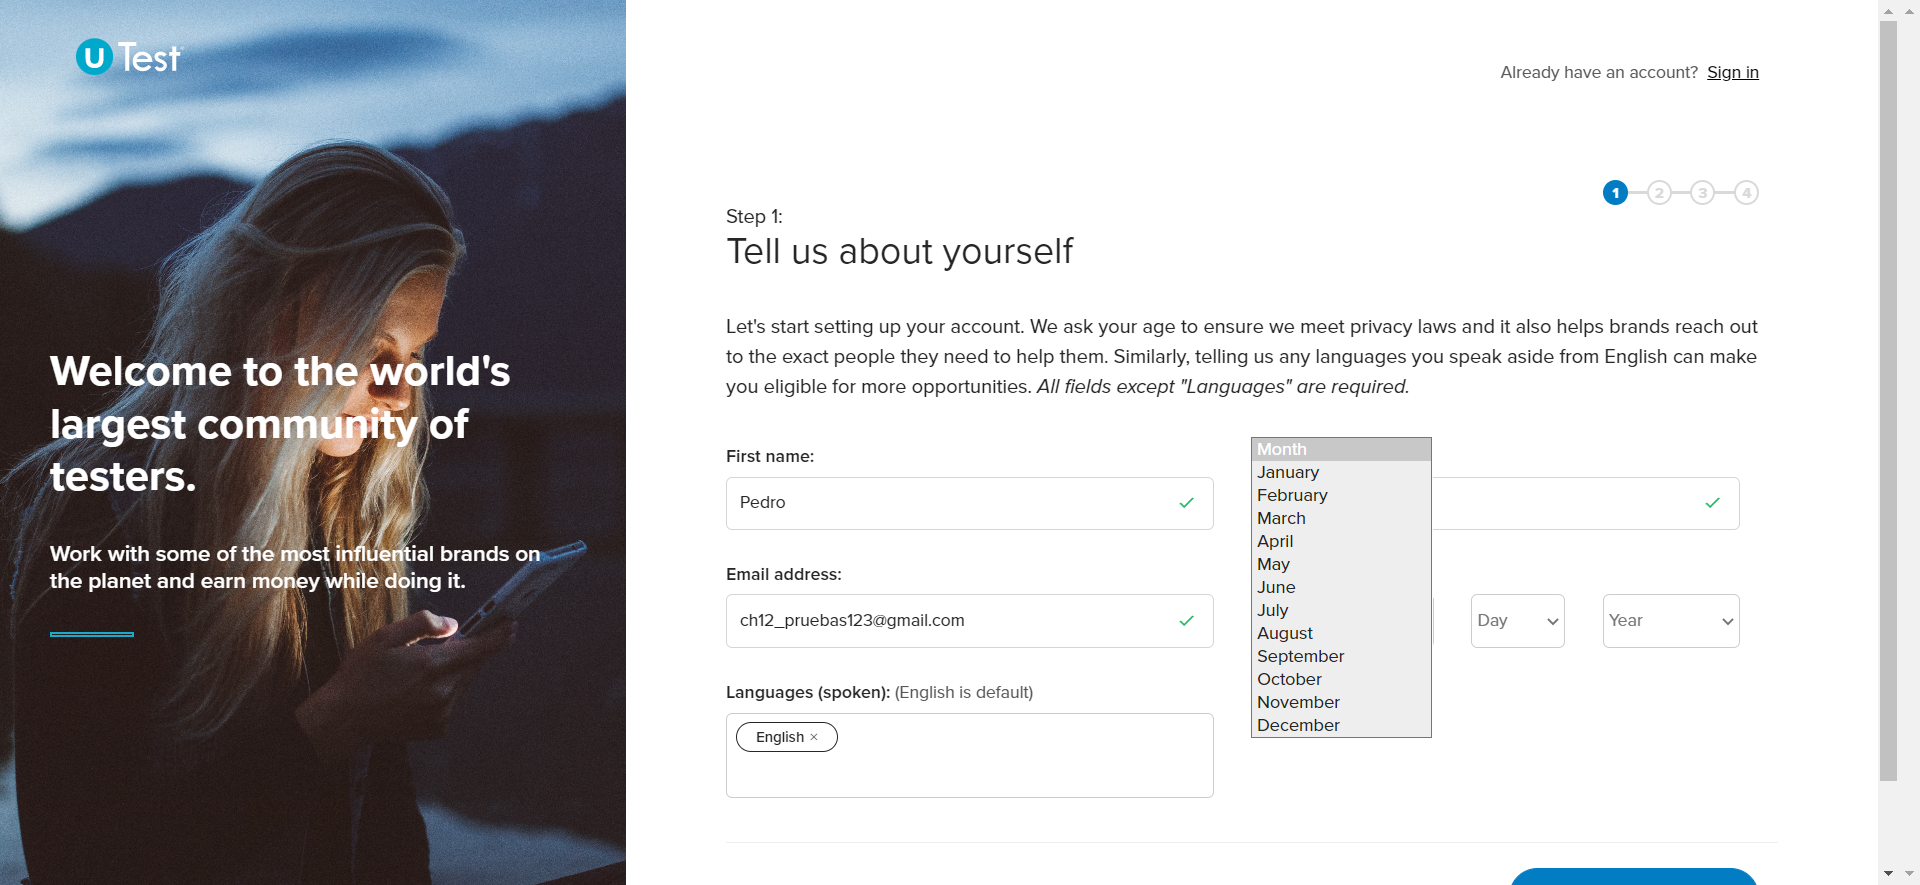 U Test
Welcome to the world's
largest community of
testers.
Work with some of the most influential brands on
the planet and earn money while doing it.
Already have an account? Sign in
1 2 3 4
Step 1:
Tell us about yourself
Let's start setting up your account. We ask your age to ensure we meet privacy laws and it also helps brands reach out
to the exact people they need to help them. Similarly, telling us any languages you speak aside from English can make
you eligible for more opportunities. All fields except "Languages" are required.
First name:
Pedro
Email address:
ch12_pruebas123@gmail.com
Languages (spoken): (English is default)
English ×
Month
January
February
March
April
May
June
July
August
September
October
November
December
Day
Year